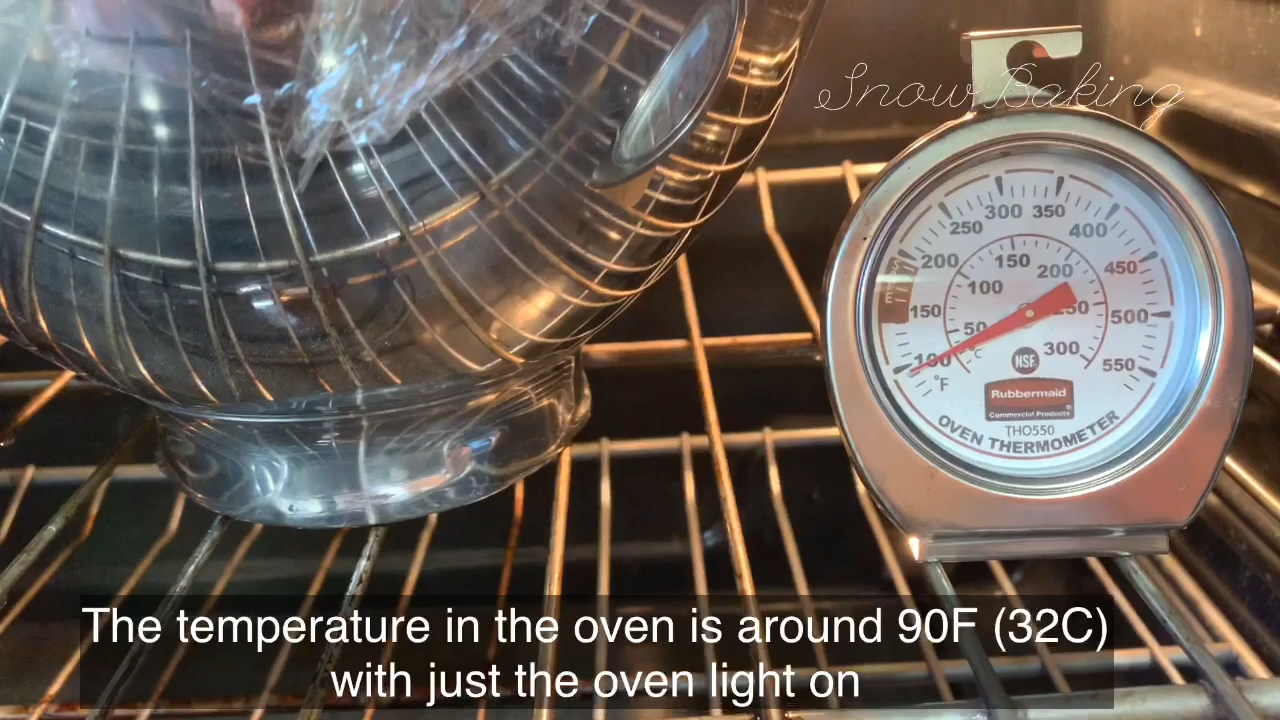 Snow Baking
300 350
250 400
200 450
150 500
100 550
°F
150
100 200
50 250
°C 300
NSF
Rubbermaid
Commercial Products
THO550
OVEN THERMOMETER
The temperature in the oven is around 90F (32C)
with just the oven light on